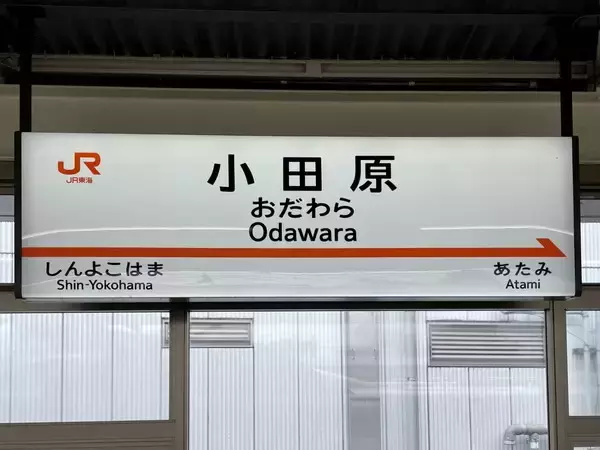 JR
JR東海
小田原
おだわら
Odawara
しんよこはま
Shin-Yokohama
あたみ
Atami